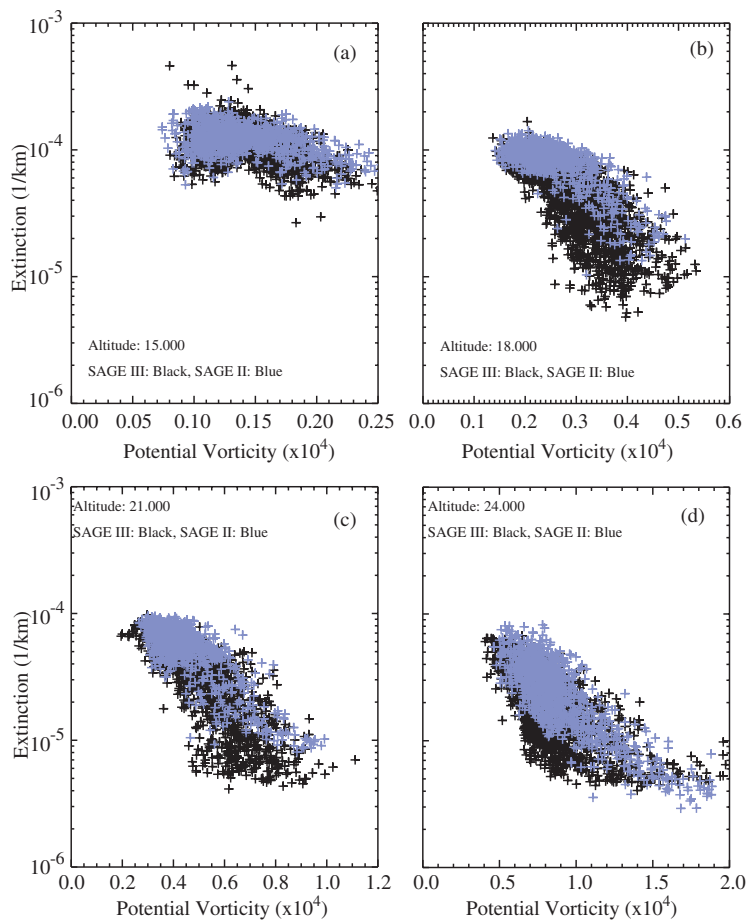 10⁻³
(a)
(b)
10⁻⁴
Extinction (1/km)
10⁻⁵
Altitude: 15.000
SAGE III: Black, SAGE II: Blue
Altitude: 18.000
SAGE III: Black, SAGE II: Blue
10⁻⁶
0.0 0.5 0.10 0.15 0.20 0.25
0.0 0.1 0.2 0.3 0.4 0.5 0.6
Potential Vorticity (x10⁴)
Potential Vorticity (x10⁴)
10⁻³
Altitude: 21.000
SAGE III: Black, SAGE II: Blue
(c)
Altitude: 24.000
SAGE III: Black, SAGE II: Blue
(d)
10⁻⁴
Extinction (1/km)
10⁻⁵
10⁻⁶
0.0 0.2 0.4 0.6 0.8 1.0 1.2
0.0 0.5 1.0 1.5 2.0
Potential Vorticity (x10⁴)
Potential Vorticity (x10⁴)